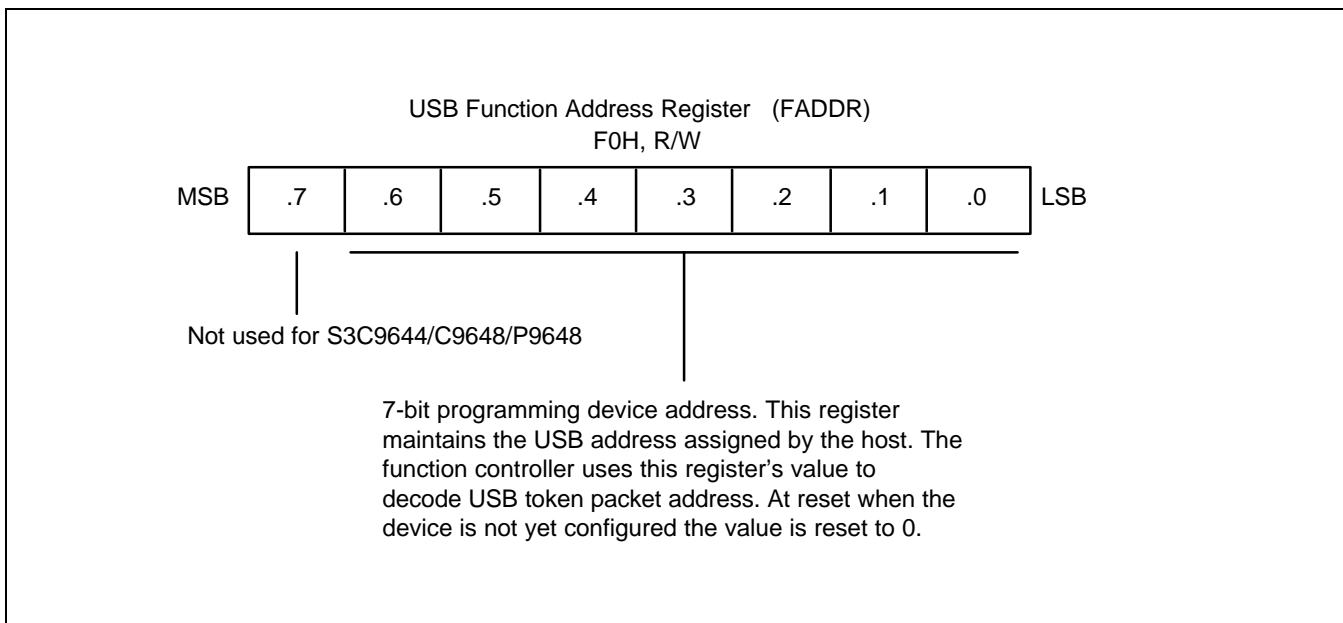 USB Function Address Register (FADDR)
F0H, R/W
MSB .7 .6 .5 .4 .3 .2 .1 .0 LSB
Not used for S3C9644/C9648/P9648
7-bit programming device address. This register
maintains the USB address assigned by the host. The
function controller uses this register’s value to
decode USB token packet address. At reset when the
device is not yet configured the value is reset to 0.